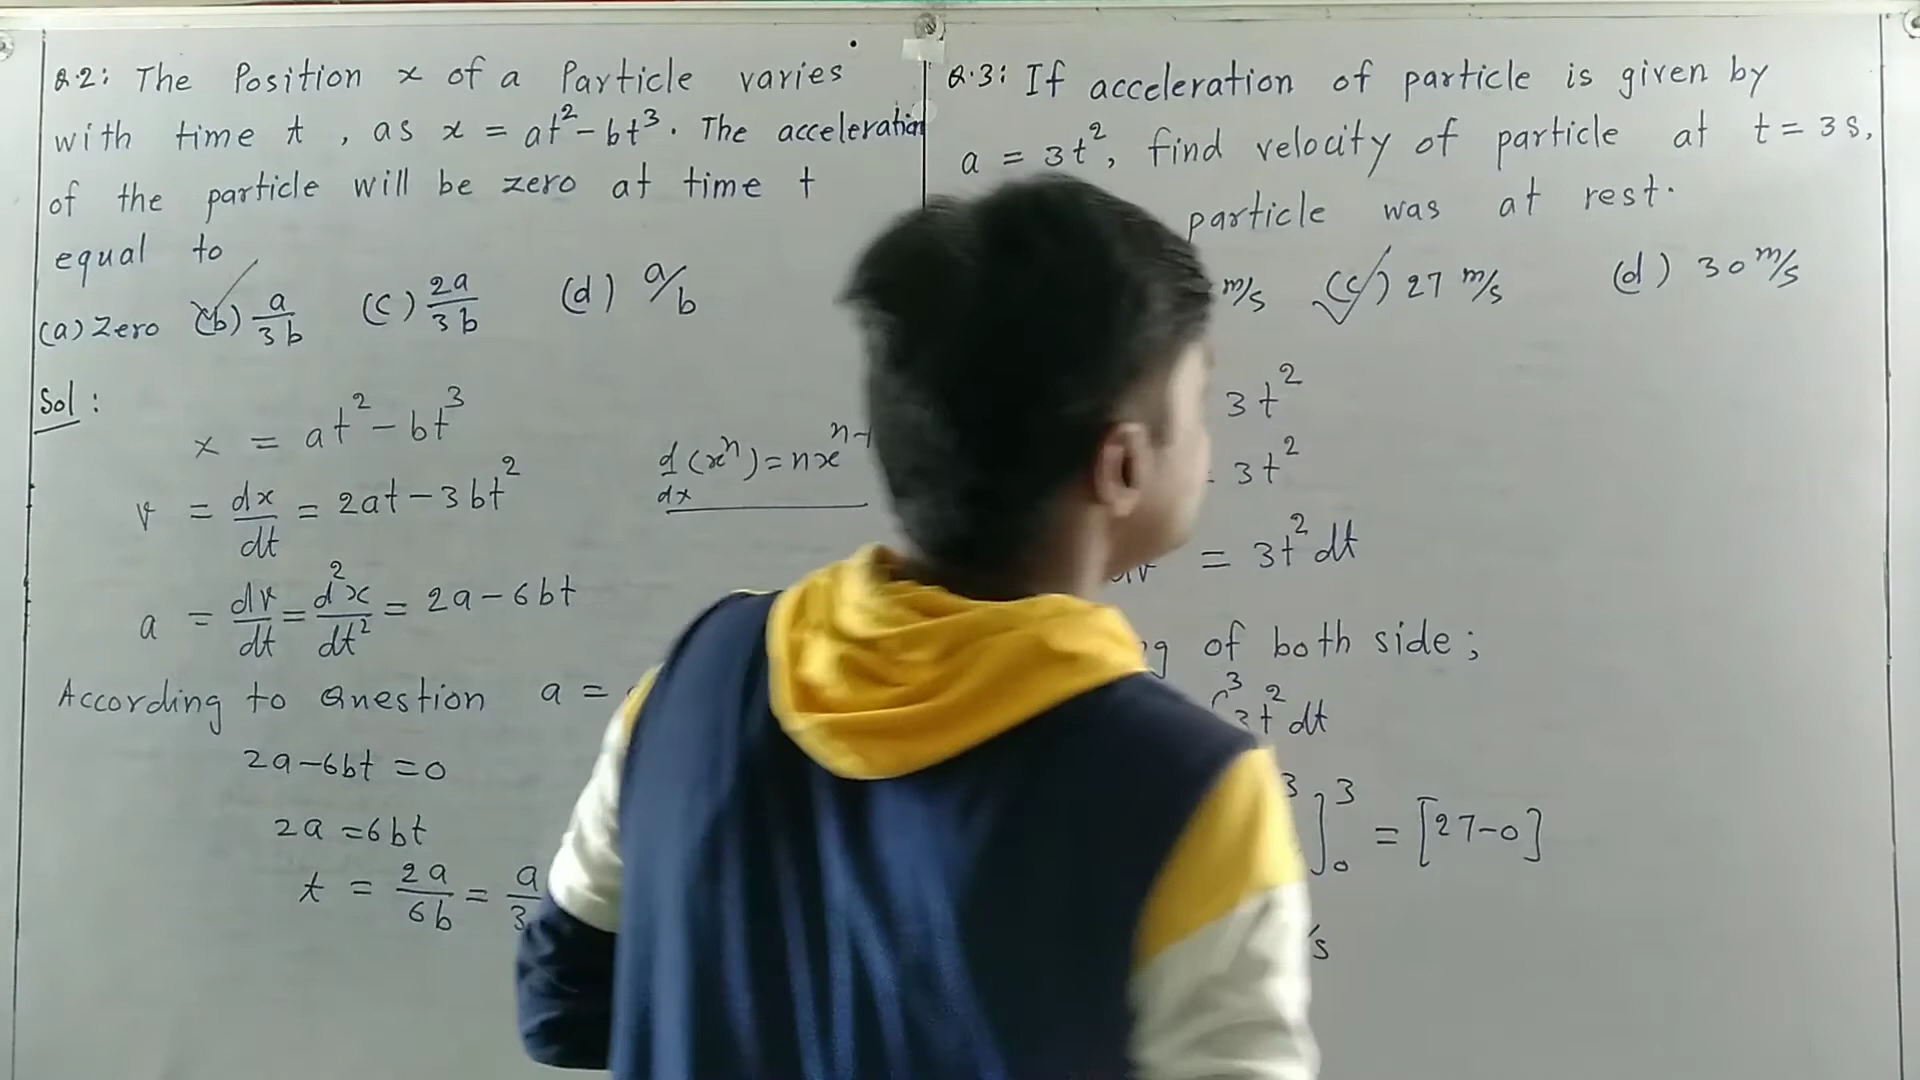 Q.2: The Position x of a Particle varies
with time t, as x = at² - bt³. The acceleration
of the particle will be zero at time t
equal to
(a) Zero (b) a/3b (c) 2a/3b (d) a/b
Sol:
x = at² - bt³
d/dx (xⁿ) = nxⁿ⁻¹
v = dx/dt = 2at - 3bt²
a = dv/dt = d²x/dt² = 2a - 6bt
According to Question a =
2a - 6bt = 0
2a = 6bt
t = 2a/6b = a/3
Q.3: If acceleration of particle is given by
a = 3t², find velocity of particle at t = 3s,
particle was at rest.
m/s (c) 27 m/s (d) 30 m/s
3t²
= 3t²
= 3t² dt
of both side;
∫³ 3t² dt
³]³₀ = [27-0]
s